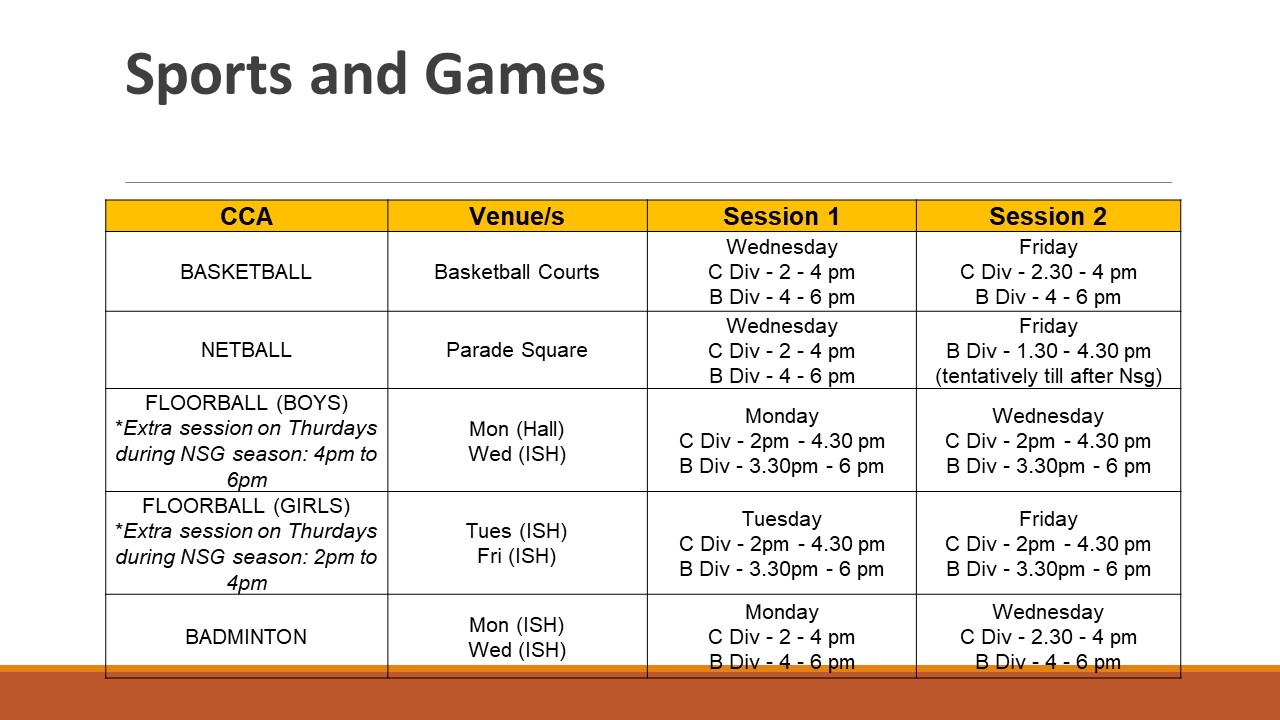 Sports and Games
CCA
Venue/s
Session 1
Session 2
BASKETBALL
Basketball Courts
Wednesday
C Div - 2 - 4 pm
B Div - 4 - 6 pm
Friday
C Div - 2.30 - 4 pm
B Div - 4 - 6 pm
NETBALL
Parade Square
Wednesday
C Div - 2 - 4 pm
B Div - 4 - 6 pm
Friday
B Div - 1.30 - 4.30 pm
(tentatively till after Nsg)
FLOORBALL (BOYS)
*Extra session on Thurdays
during NSG season: 4pm to
6pm
Mon (Hall)
Wed (ISH)
Monday
C Div - 2pm - 4.30 pm
B Div - 3.30pm - 6 pm
Wednesday
C Div - 2pm - 4.30 pm
B Div - 3.30pm - 6 pm
FLOORBALL (GIRLS)
*Extra session on Thurdays
during NSG season: 2pm to
4pm
Tues (ISH)
Fri (ISH)
Tuesday
C Div - 2pm - 4.30 pm
B Div - 3.30pm - 6 pm
Friday
C Div - 2pm - 4.30 pm
B Div - 3.30pm - 6 pm
BADMINTON
Mon (ISH)
Wed (ISH)
Monday
C Div - 2 - 4 pm
B Div - 4 - 6 pm
Wednesday
C Div - 2.30 - 4 pm
B Div - 4 - 6 pm